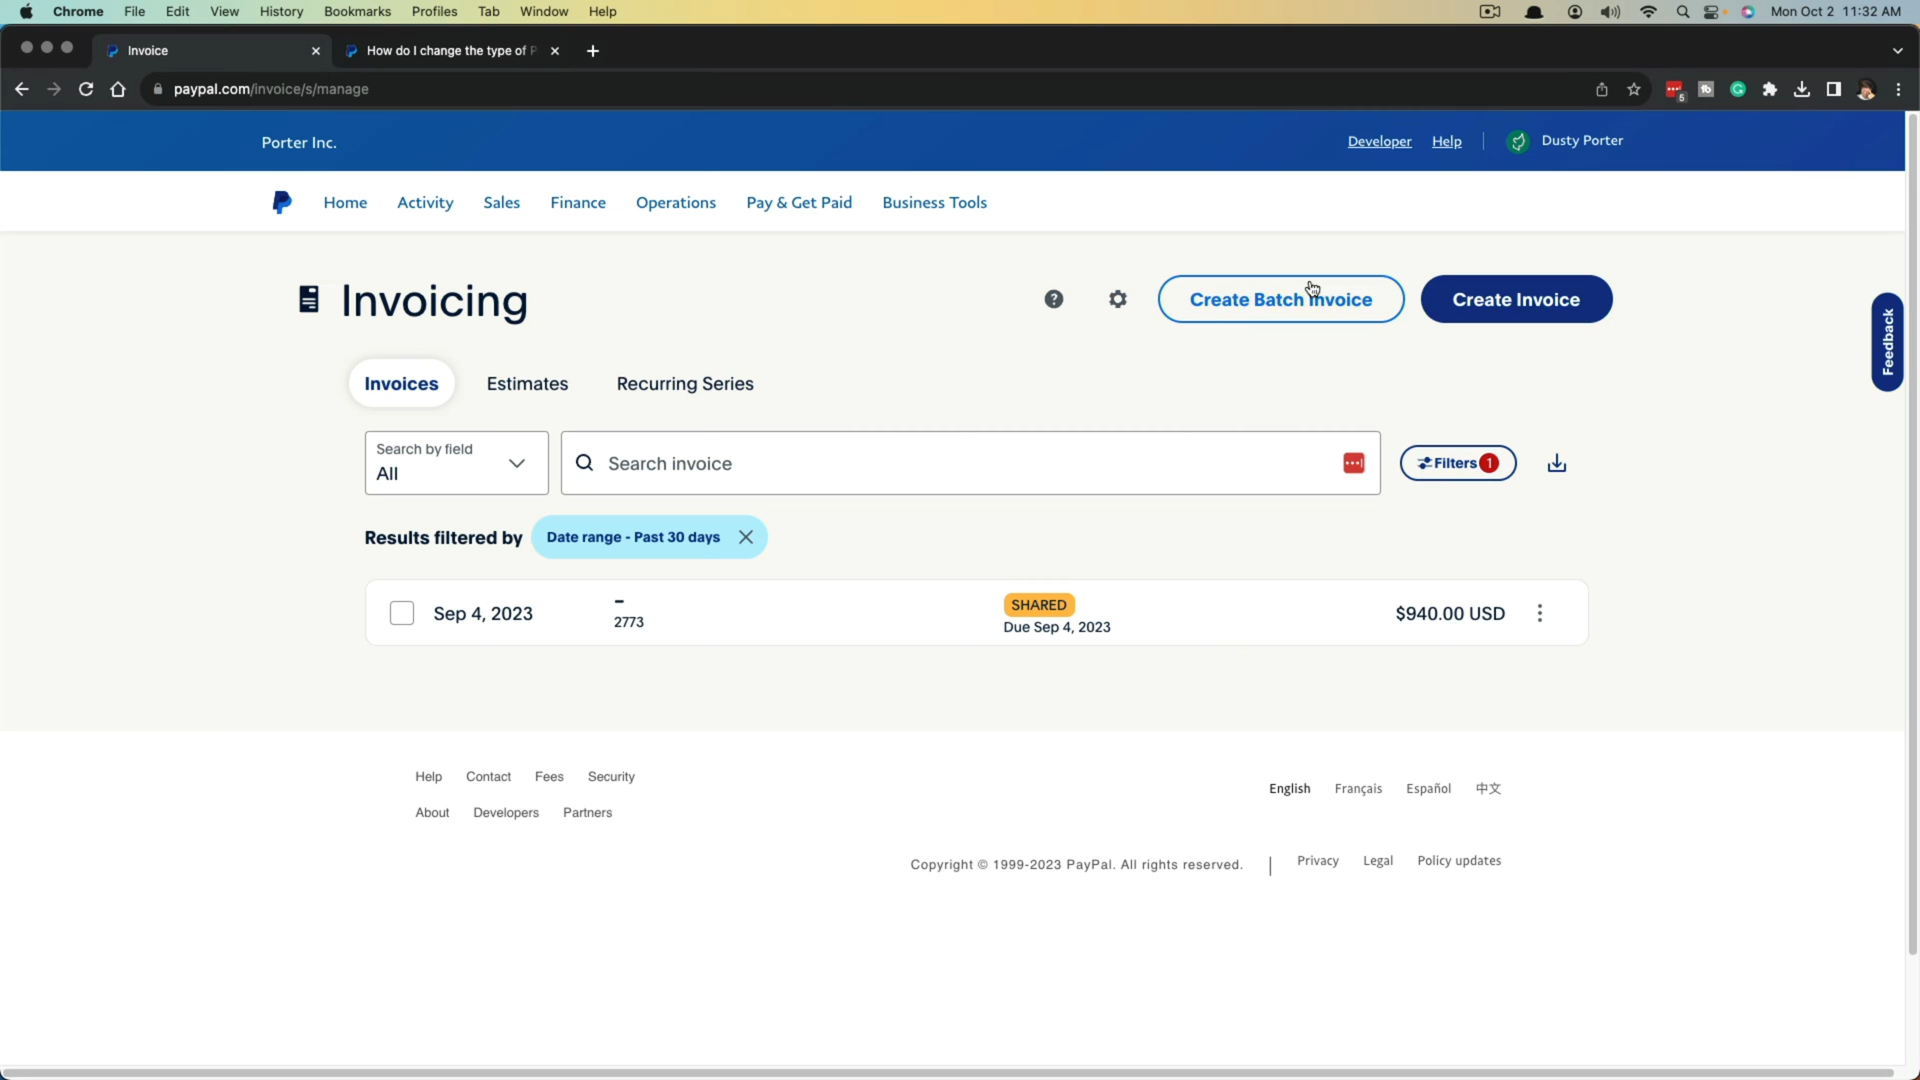 Chrome File Edit View History Bookmarks Profiles Tab Window Help Mon Oct 2 11:32 AM
Invoice How do I change the type of P
paypal.com/invoice/s/manage 5
Porter Inc. Developer Help Dusty Porter
Home Activity Sales Finance Operations Pay & Get Paid Business Tools
Invoicing ? Create Batch Invoice Create Invoice
Feedback
Invoices Estimates Recurring Series
Search by field
All
Search invoice
Filters 1
Results filtered by Date range - Past 30 days
Sep 4, 2023 – 2773 SHARED Due Sep 4, 2023 $940.00 USD
Help Contact Fees Security
About Developers Partners
English Français Español 中文
Copyright © 1999-2023 PayPal. All rights reserved. | Privacy Legal Policy updates